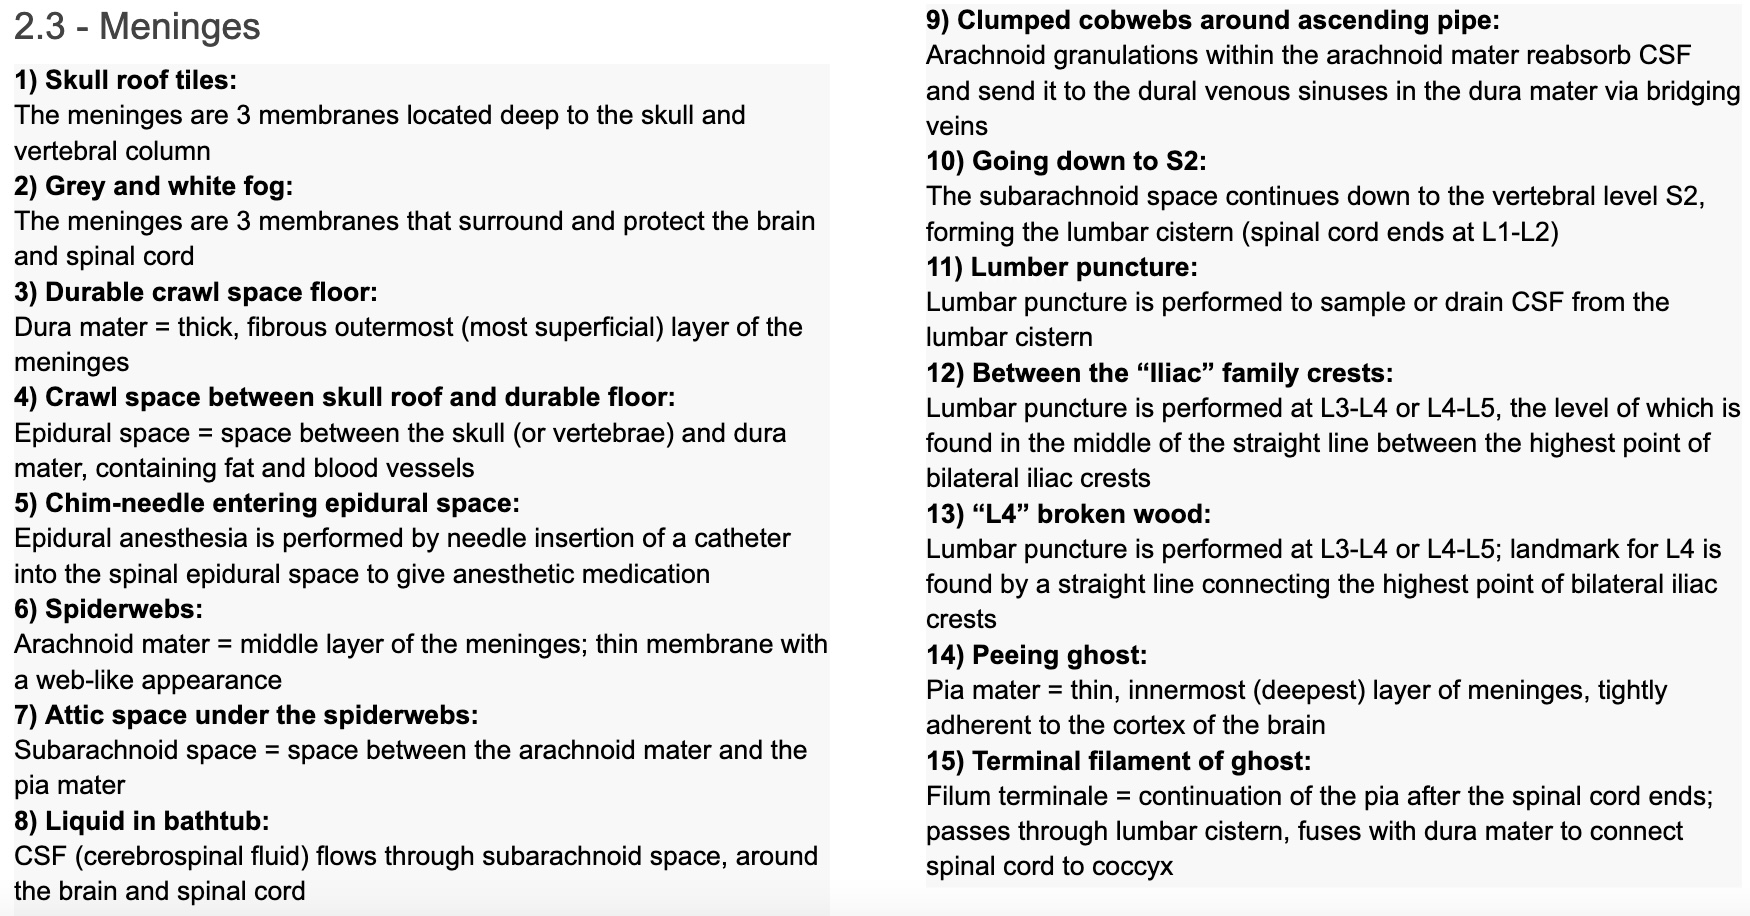 2.3 - Meninges
1) Skull roof tiles:
The meninges are 3 membranes located deep to the skull and
vertebral column
2) Grey and white fog:
The meninges are 3 membranes that surround and protect the brain
and spinal cord
3) Durable crawl space floor:
Dura mater = thick, fibrous outermost (most superficial) layer of the
meninges
4) Crawl space between skull roof and durable floor:
Epidural space = space between the skull (or vertebrae) and dura
mater, containing fat and blood vessels
5) Chim-needle entering epidural space:
Epidural anesthesia is performed by needle insertion of a catheter
into the spinal epidural space to give anesthetic medication
6) Spiderwebs:
Arachnoid mater = middle layer of the meninges; thin membrane with
a web-like appearance
7) Attic space under the spiderwebs:
Subarachnoid space = space between the arachnoid mater and the
pia mater
8) Liquid in bathtub:
CSF (cerebrospinal fluid) flows through subarachnoid space, around
the brain and spinal cord
9) Clumped cobwebs around ascending pipe:
Arachnoid granulations within the arachnoid mater reabsorb CSF
and send it to the dural venous sinuses in the dura mater via bridging
veins
10) Going down to S2:
The subarachnoid space continues down to the vertebral level S2,
forming the lumbar cistern (spinal cord ends at L1-L2)
11) Lumber puncture:
Lumbar puncture is performed to sample or drain CSF from the
lumbar cistern
12) Between the “Iliac” family crests:
Lumbar puncture is performed at L3-L4 or L4-L5, the level of which is
found in the middle of the straight line between the highest point of
bilateral iliac crests
13) “L4” broken wood:
Lumbar puncture is performed at L3-L4 or L4-L5; landmark for L4 is
found by a straight line connecting the highest point of bilateral iliac
crests
14) Peeing ghost:
Pia mater = thin, innermost (deepest) layer of meninges, tightly
adherent to the cortex of the brain
15) Terminal filament of ghost:
Filum terminale = continuation of the pia after the spinal cord ends;
passes through lumbar cistern, fuses with dura mater to connect
spinal cord to coccyx